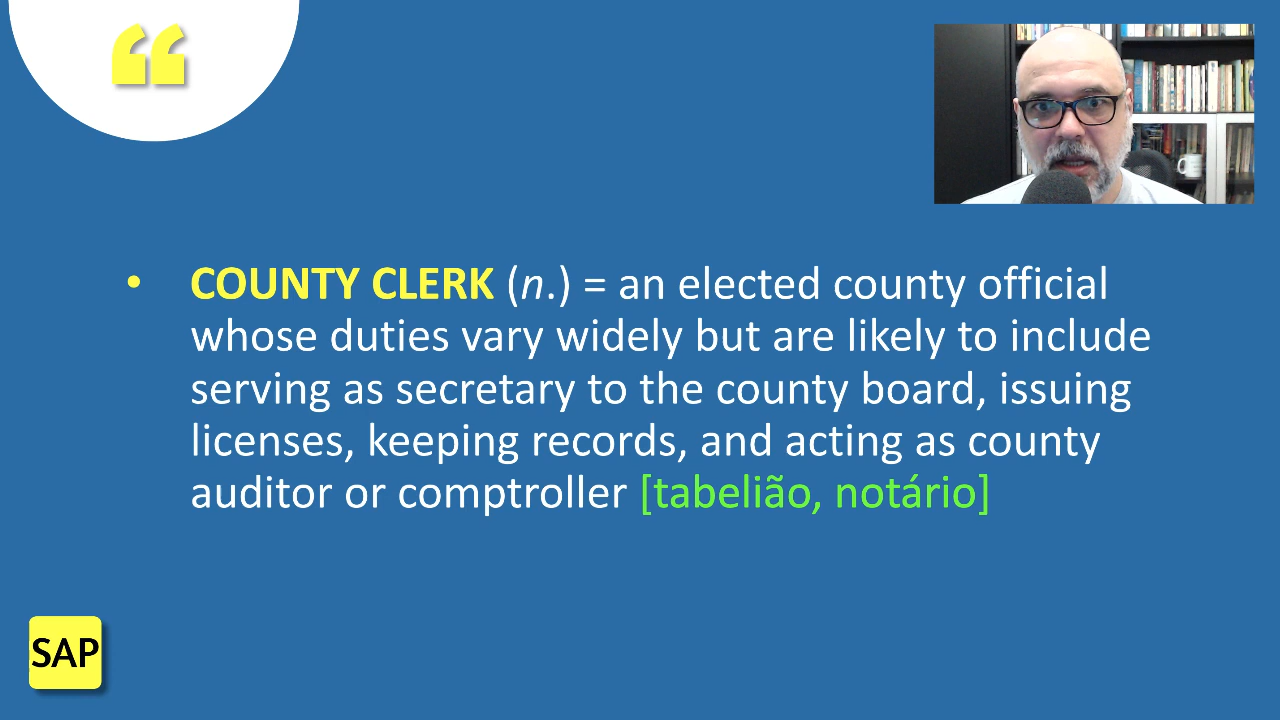 “
• COUNTY CLERK (n.) = an elected county official
whose duties vary widely but are likely to include
serving as secretary to the county board, issuing
licenses, keeping records, and acting as county
auditor or comptroller [tabelião, notário]
SAP